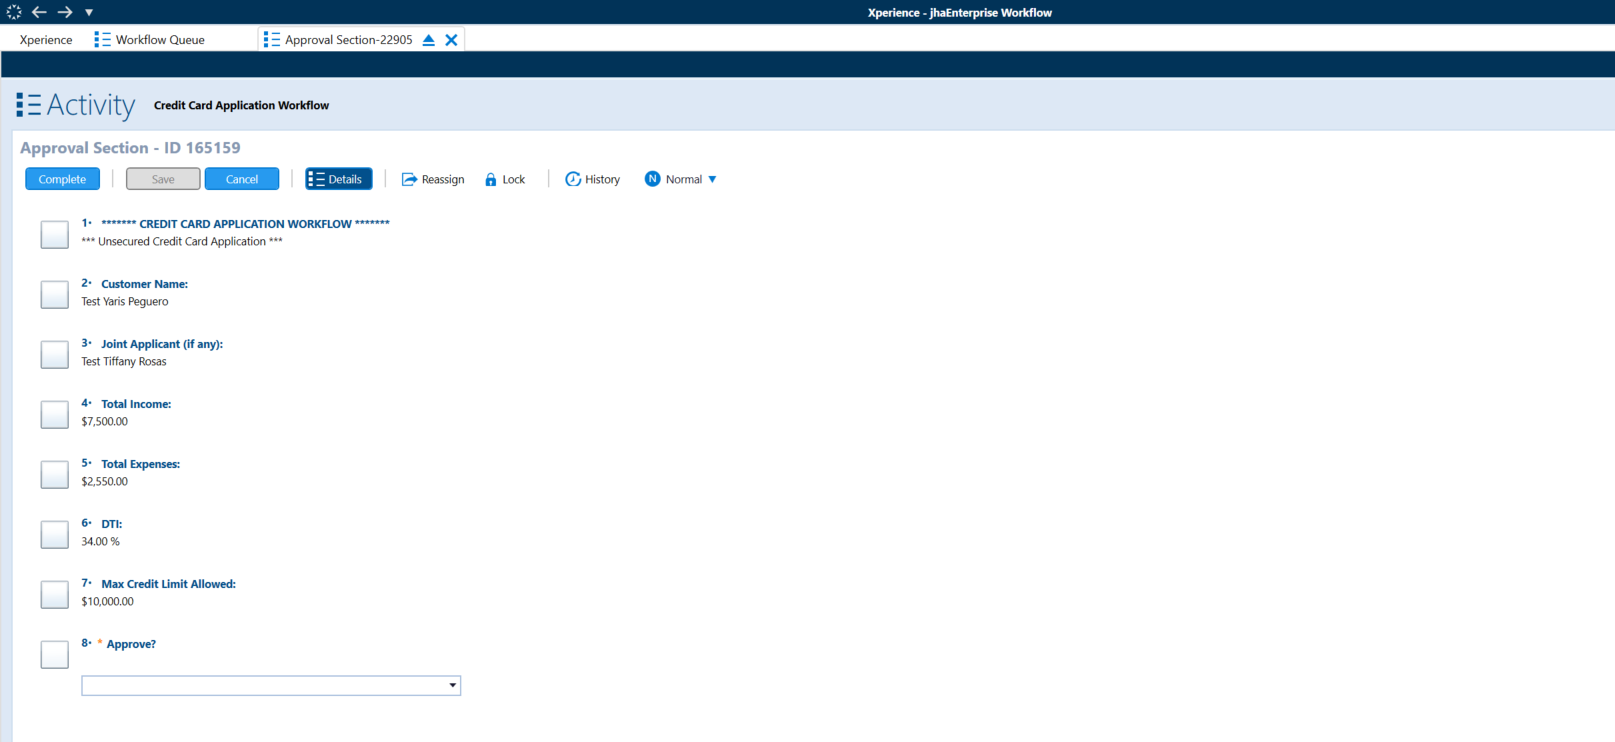 Xperience - jhaEnterprise Workflow
Xperience Workflow Queue Approval Section-22905
Activity Credit Card Application Workflow
Approval Section - ID 165159
Complete Save Cancel Details Reassign Lock History N Normal
1· ******* CREDIT CARD APPLICATION WORKFLOW *******
*** Unsecured Credit Card Application ***
2· Customer Name:
Test Yaris Peguero
3· Joint Applicant (if any):
Test Tiffany Rosas
4· Total Income:
$7,500.00
5· Total Expenses:
$2,550.00
6· DTI:
34.00 %
7· Max Credit Limit Allowed:
$10,000.00
8· * Approve?